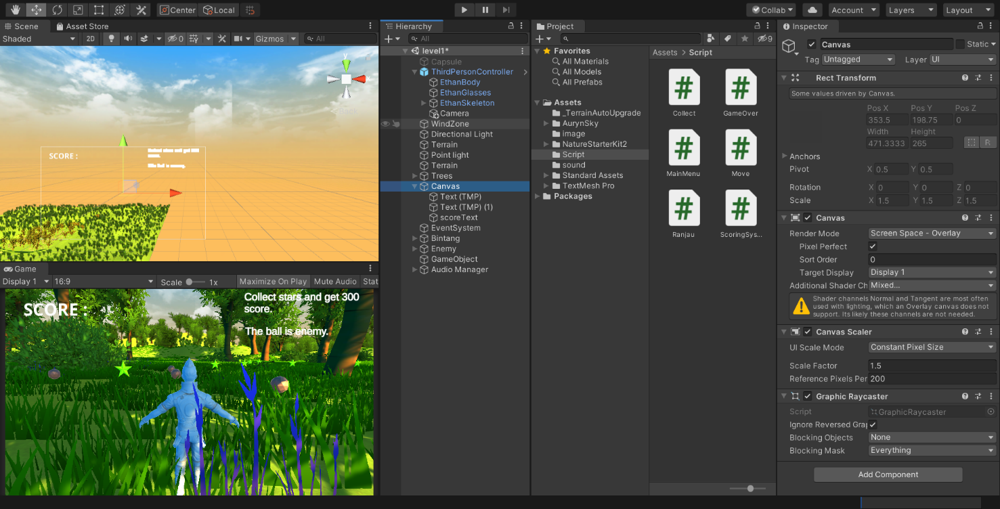 Center
Local
Collab
Account
Layers
Layout
Scene
Asset Store
Shaded
2D
0
Gizmos
All
y
SCORE :
Collect stars and get 300
score.
The ball is enemy.
Game
Display 1
16:9
Scale
1x
Maximize On Play
Mute Audio
Stat
Collect stars and get 300
score.
SCORE :
The ball is enemy.
Hierarchy
All
level1*
Capsule
ThirdPersonController
EthanBody
EthanGlasses
EthanSkeleton
Camera
WindZone
Directional Light
Terrain
Point light
Terrain
Trees
Canvas
Text (TMP)
Text (TMP) (1)
scoreText
EventSystem
Bintang
Enemy
GameObject
Audio Manager
Project
9
Favorites
All Materials
All Models
All Prefabs
Assets
_TerrainAutoUpgrade
AurynSky
image
NatureStarterKit2
Script
sound
Standard Assets
TextMesh Pro
Packages
Assets > Script
# #
Collect GameOver
# #
MainMenu Move
# #
Ranjau ScoringSys...
Inspector
Canvas
Static
Tag Untagged Layer UI
Rect Transform
Some values driven by Canvas.
Pos X Pos Y Pos Z
353.5 198.75 0
Width Height
471.3333 265
R
Anchors
Pivot X 0.5 Y 0.5
Rotation X 0 Y 0 Z 0
Scale X 1.5 Y 1.5 Z 1.5
Canvas
Render Mode Screen Space - Overlay
Pixel Perfect
Sort Order 0
Target Display Display 1
Additional Shader Ch Mixed...
Shader channels Normal and Tangent are most often
used with lighting, which an Overlay canvas does not
support. Its likely these channels are not needed.
Canvas Scaler
UI Scale Mode Constant Pixel Size
Scale Factor 1.5
Reference Pixels Per 200
Graphic Raycaster
Script GraphicRaycaster
Ignore Reversed Grap
Blocking Objects None
Blocking Mask Everything
Add Component